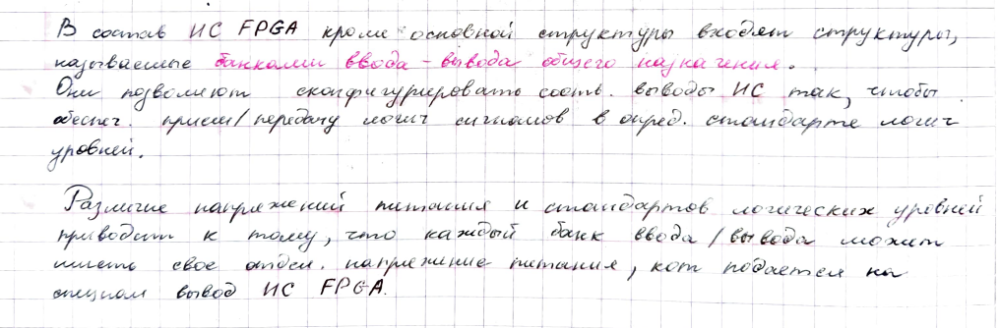 В состав ИС FPGA кроме основной структуры входят структуры,
называемые банками ввода - вывода общего назначения.
Они позволяют сконфигурировать соотв. выводы ИС так, чтобы
обеспеч. прием/передачу логич сигналов в опред. стандарте логич
уровней.
Различие напряжений питания и стандартов логических уровней
приводит к тому, что каждый банк ввода/вывода может
иметь свое отдел. напряжение питания, кот подается на
специал вывод ИС FPGA.